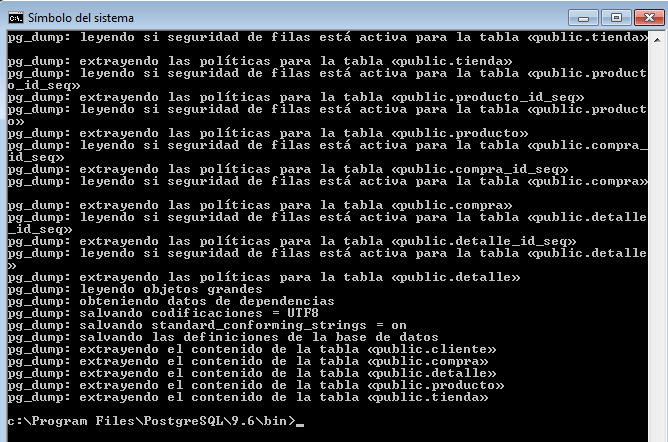 Símbolo del sistema
pg_dump: leyendo si seguridad de filas está activa para la tabla «public.tienda»
pg_dump: extrayendo las políticas para la tabla «public.tienda»
pg_dump: leyendo si seguridad de filas está activa para la tabla «public.product
o_id_seq»
pg_dump: extrayendo las políticas para la tabla «public.producto_id_seq»
pg_dump: leyendo si seguridad de filas está activa para la tabla «public.product
o»
pg_dump: extrayendo las políticas para la tabla «public.producto»
pg_dump: leyendo si seguridad de filas está activa para la tabla «public.compra_
id_seq»
pg_dump: extrayendo las políticas para la tabla «public.compra_id_seq»
pg_dump: leyendo si seguridad de filas está activa para la tabla «public.compra»
pg_dump: extrayendo las políticas para la tabla «public.compra»
pg_dump: leyendo si seguridad de filas está activa para la tabla «public.detalle
_id_seq»
pg_dump: extrayendo las políticas para la tabla «public.detalle_id_seq»
pg_dump: leyendo si seguridad de filas está activa para la tabla «public.detalle
»
pg_dump: extrayendo las políticas para la tabla «public.detalle»
pg_dump: leyendo objetos grandes
pg_dump: obteniendo datos de dependencias
pg_dump: salvando codificaciones = UTF8
pg_dump: salvando standard_conforming_strings = on
pg_dump: salvando las definiciones de la base de datos
pg_dump: extrayendo el contenido de la tabla «public.cliente»
pg_dump: extrayendo el contenido de la tabla «public.compra»
pg_dump: extrayendo el contenido de la tabla «public.detalle»
pg_dump: extrayendo el contenido de la tabla «public.producto»
pg_dump: extrayendo el contenido de la tabla «public.tienda»
c:\Program Files\PostgreSQL\9.6\bin>_